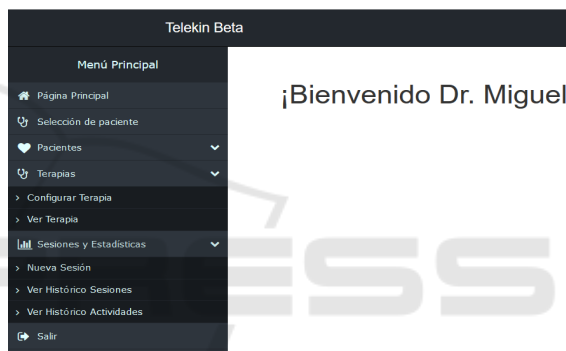 Telekin Beta
Menú Principal
¡Bienvenido Dr. Miguel
Página Principal
Selección de paciente
Pacientes
Terapias
> Configurar Terapia
> Ver Terapia
Sesiones y Estadísticas
> Nueva Sesión
> Ver Histórico Sesiones
> Ver Histórico Actividades
Salir